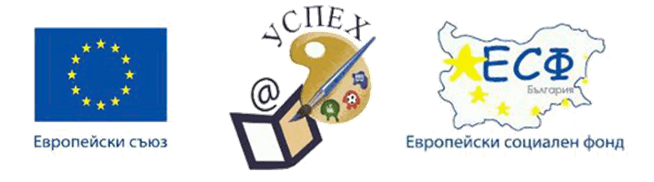 УСПЕХ
@
ЕСФ
България
Европейски съюз
Европейски социален фонд